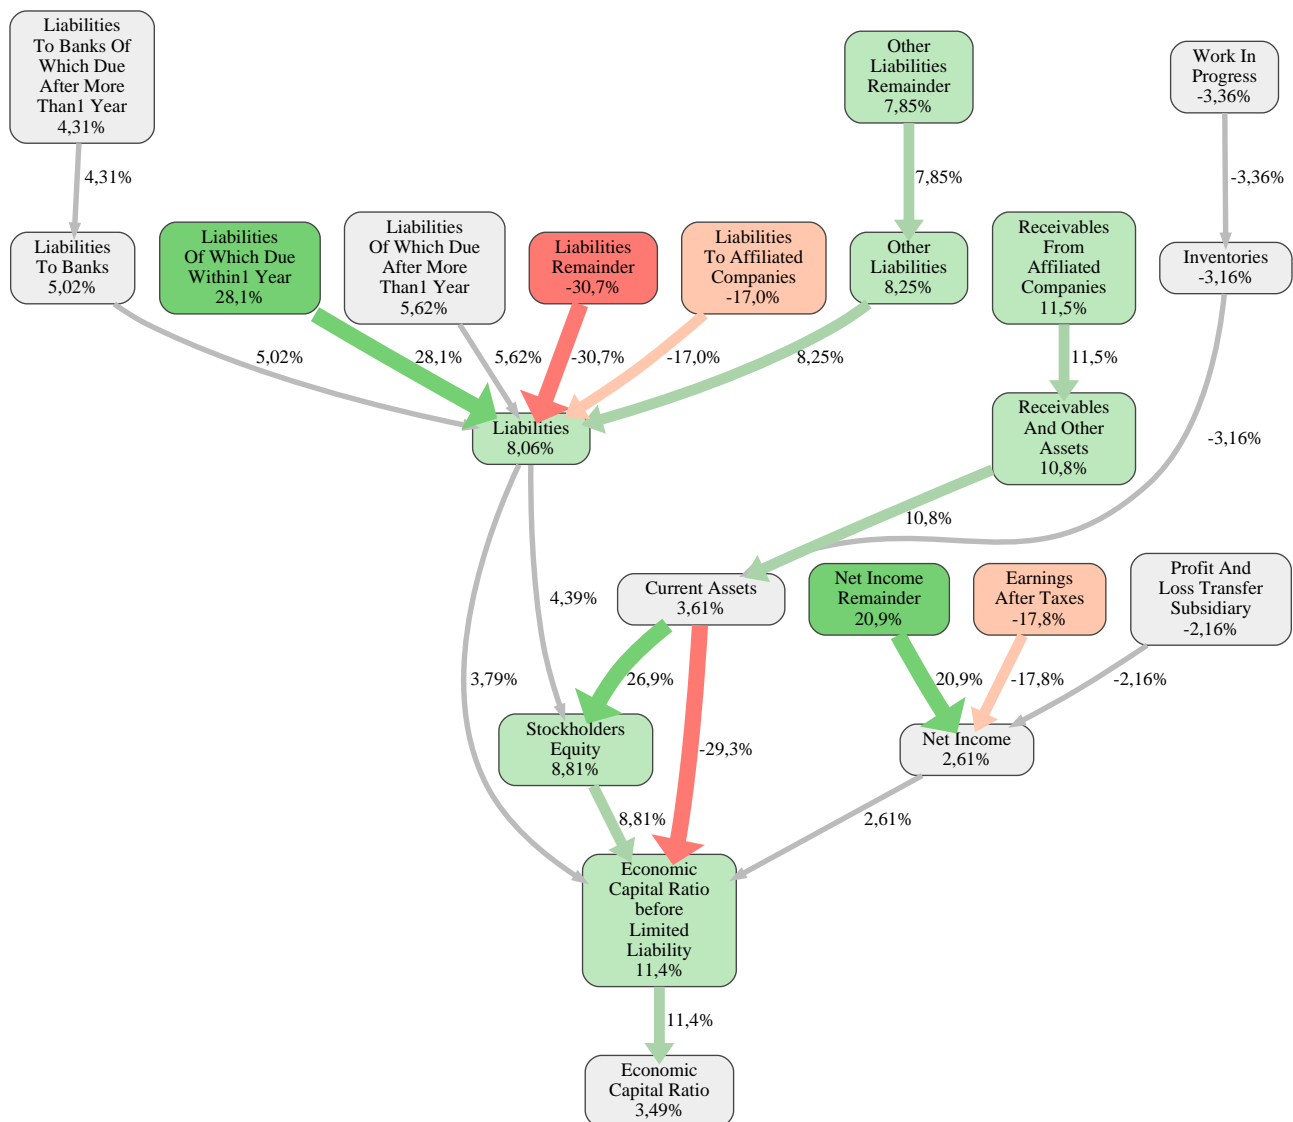 Liabilities
To Banks Of
Which Due
After More
Than1 Year
4,31%
Other
Liabilities
Remainder
7,85%
Work In
Progress
-3,36%
4,31%
7,85%
-3,36%
Liabilities
To Banks
5,02%
Liabilities
Of Which Due
Within1 Year
28,1%
Liabilities
Of Which Due
After More
Than1 Year
5,62%
Liabilities
Remainder
-30,7%
Liabilities
To Affiliated
Companies
-17,0%
Other
Liabilities
8,25%
Receivables
From
Affiliated
Companies
11,5%
Inventories
-3,16%
5,02%
28,1%
5,62%
-30,7%
-17,0%
8,25%
11,5%
Liabilities
8,06%
Receivables
And Other
Assets
10,8%
-3,16%
10,8%
4,39%
Current Assets
3,61%
Net Income
Remainder
20,9%
Earnings
After Taxes
-17,8%
Profit And
Loss Transfer
Subsidiary
-2,16%
3,79%
26,9%
20,9%
-17,8%
-2,16%
Stockholders
Equity
8,81%
-29,3%
Net Income
2,61%
8,81%
2,61%
Economic
Capital Ratio
before
Limited
Liability
11,4%
11,4%
Economic
Capital Ratio
3,49%